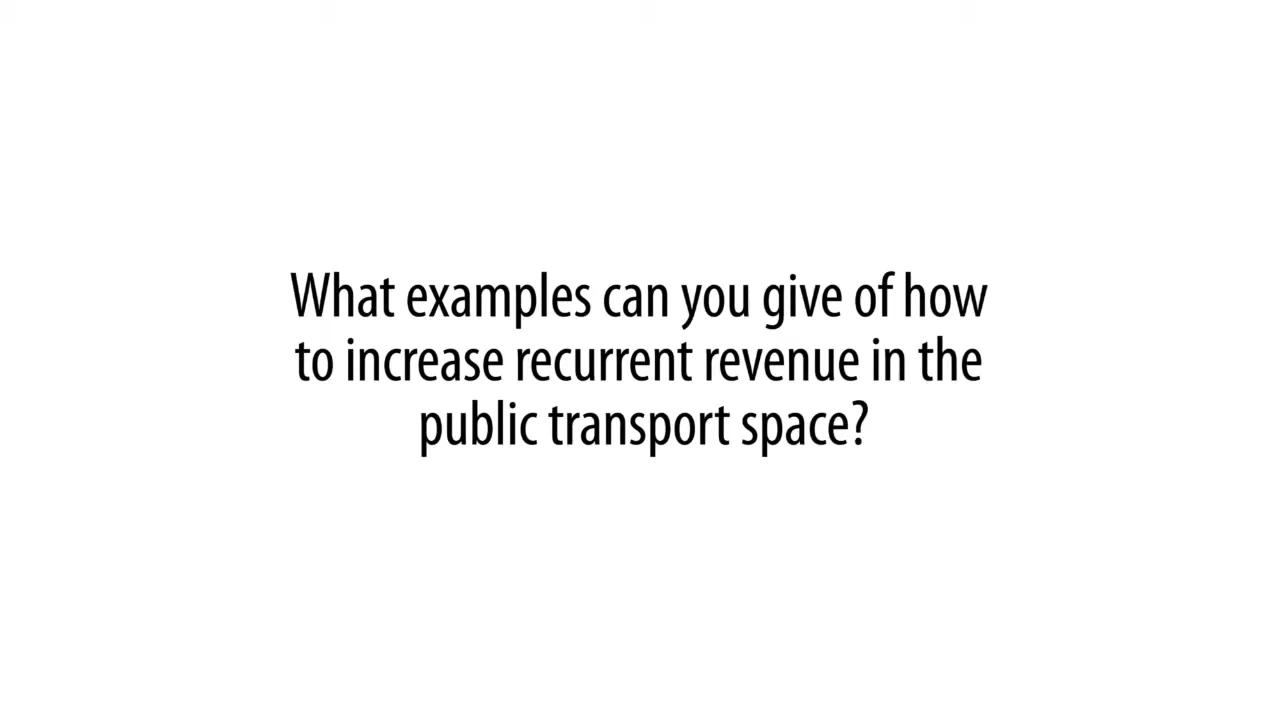 What examples can you give of how
to increase recurrent revenue in the
public transport space?